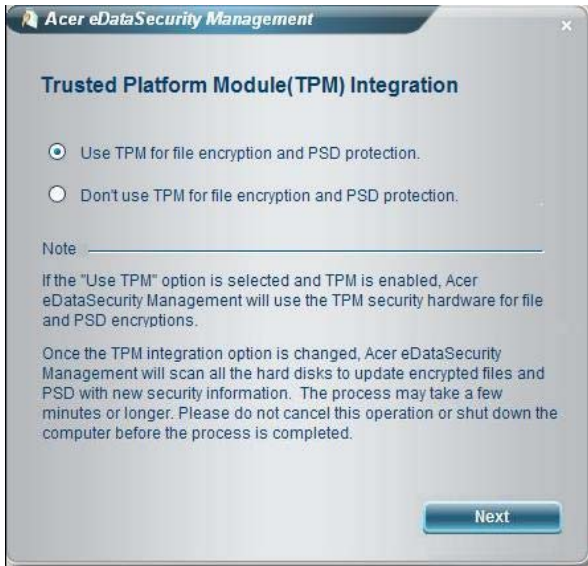 Acer eDataSecurity Management
Trusted Platform Module(TPM) Integration
Use TPM for file encryption and PSD protection.
Don't use TPM for file encryption and PSD protection.
Note
If the "Use TPM" option is selected and TPM is enabled, Acer
eDataSecurity Management will use the TPM security hardware for file
and PSD encryptions.
Once the TPM integration option is changed, Acer eDataSecurity
Management will scan all the hard disks to update encrypted files and
PSD with new security information.  The process may take a few
minutes or longer. Please do not cancel this operation or shut down the
computer before the process is completed.
Next